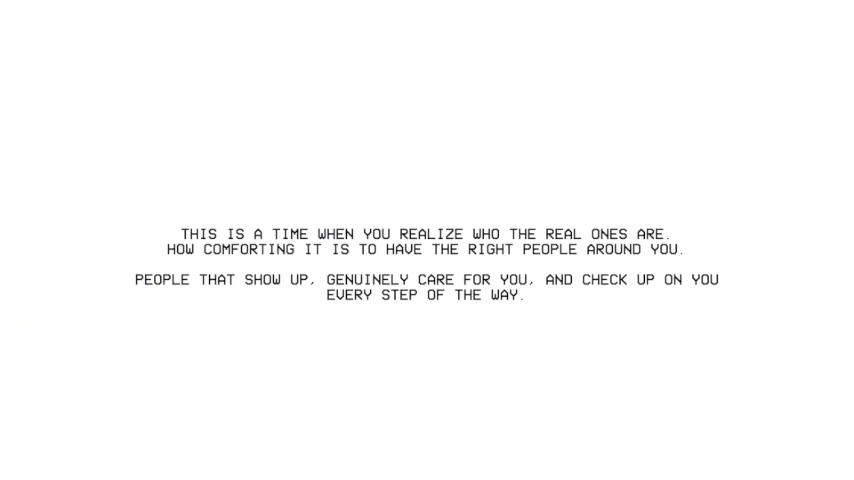 THIS IS A TIME WHEN YOU REALIZE WHO THE REAL ONES ARE.
HOW COMFORTING IT IS TO HAVE THE RIGHT PEOPLE AROUND YOU.
PEOPLE THAT SHOW UP, GENUINELY CARE FOR YOU, AND CHECK UP ON YOU
EVERY STEP OF THE WAY.